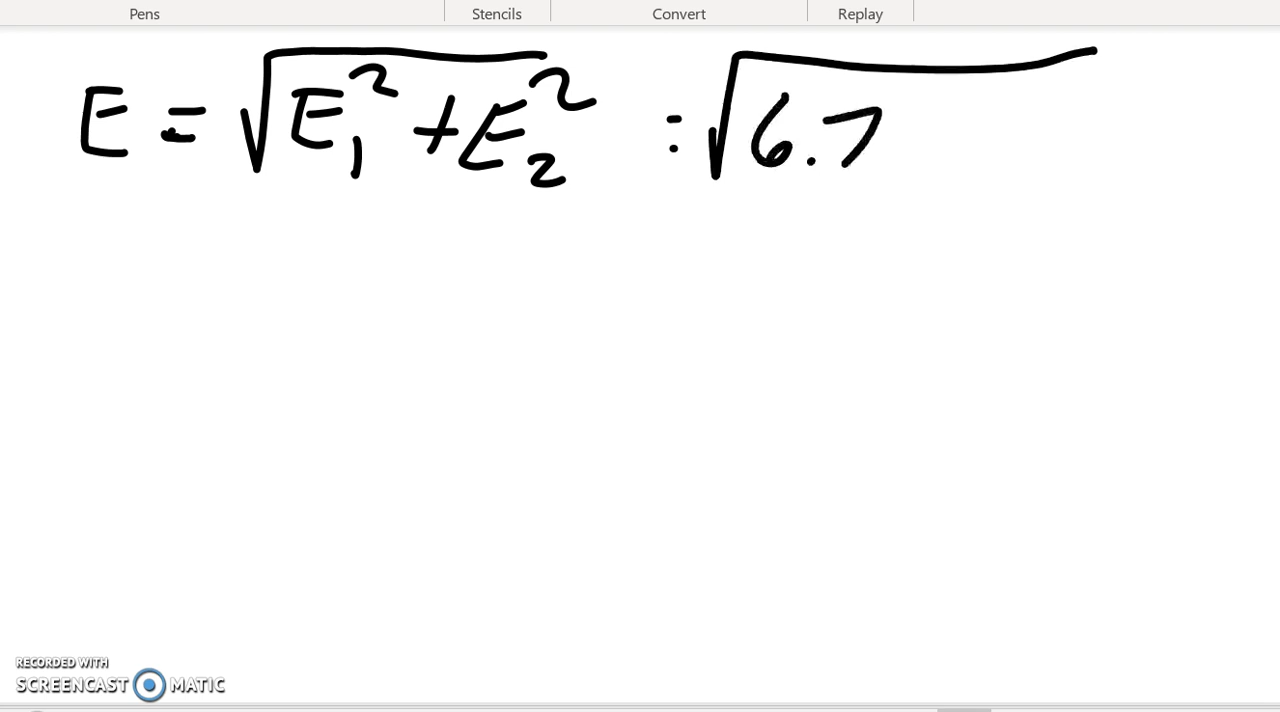 Pens Stencils Convert Replay
E = √(E₁² + E₂²) = √6.7
RECORDED WITH
SCREENCAST MATIC